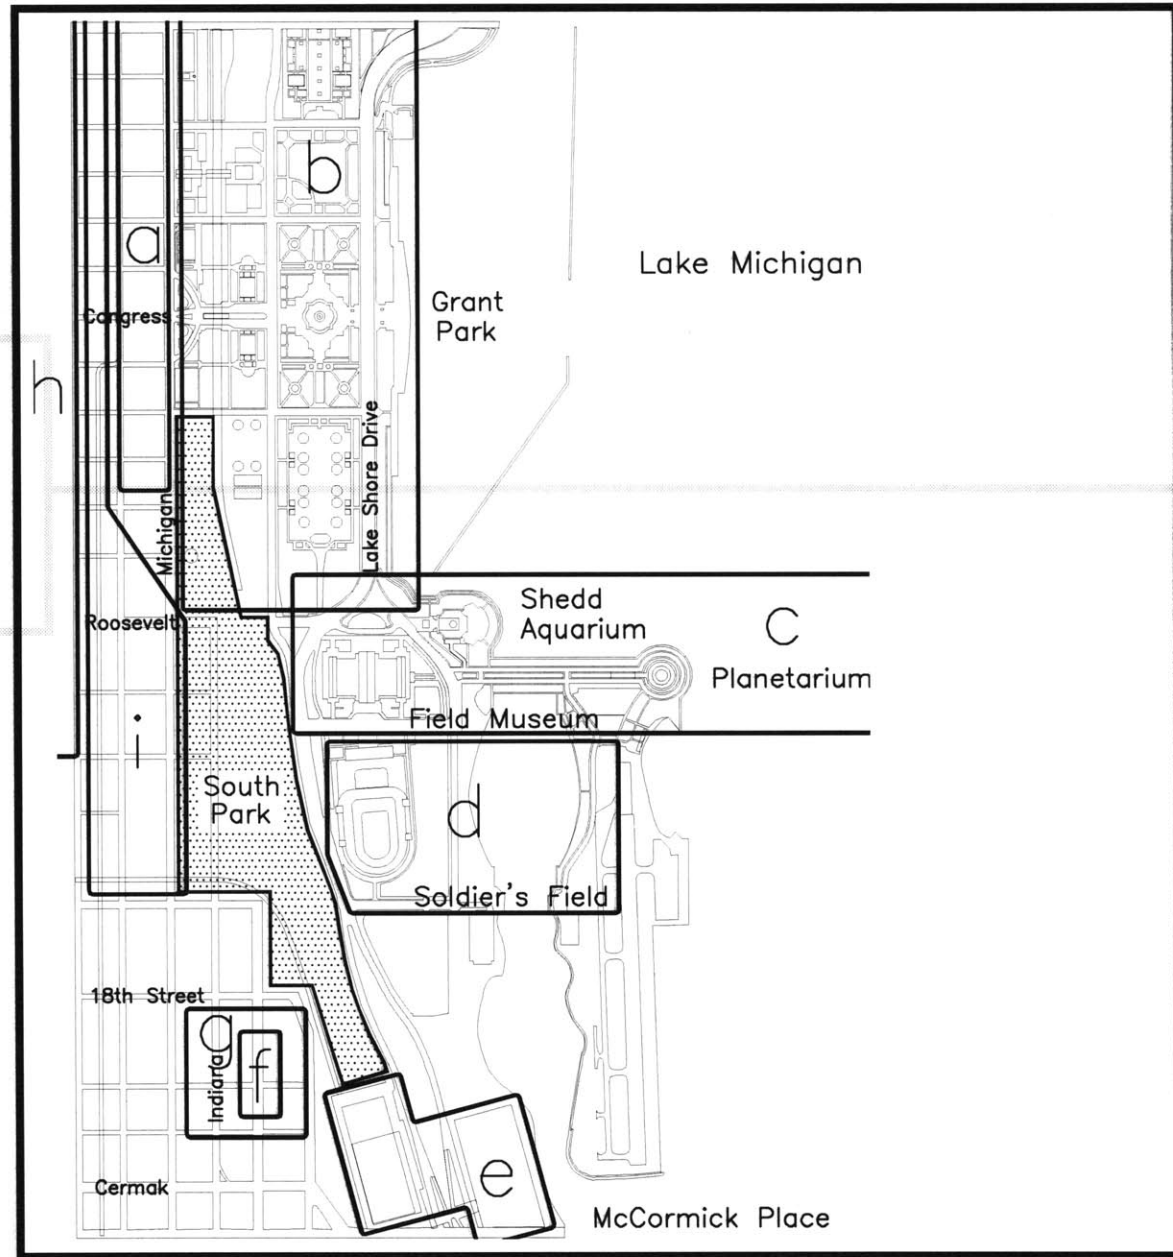 b
a
Lake Michigan
Grant
Park
Congress
h
Lake Shore Drive
Michigan
Shedd
Aquarium
c
Roosevelt
Planetarium
Field Museum
i
South
Park
d
Soldier's Field
18th Street
g
f
Indiana
e
Cermak
McCormick Place